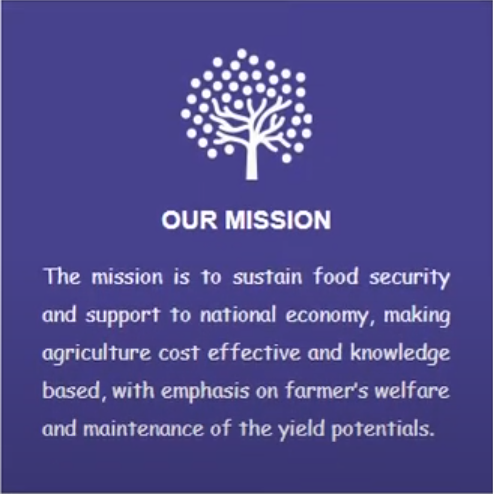 OUR MISSION
The mission is to sustain food security
and support to national economy, making
agriculture cost effective and knowledge
based, with emphasis on farmer's welfare
and maintenance of the yield potentials.